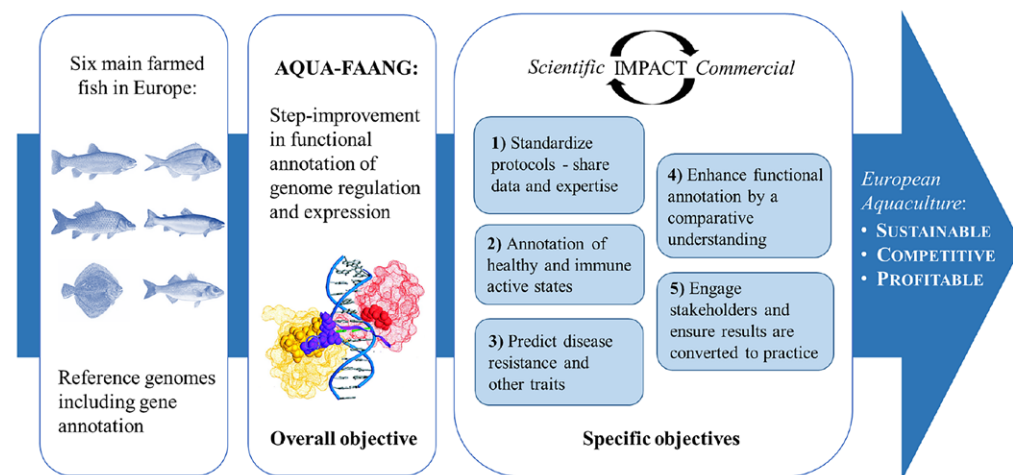 Six main farmed
fish in Europe:
Reference genomes
including gene
annotation
AQUA-FAANG:
Step-improvement
in functional
annotation of
genome regulation
and expression
Overall objective
Scientific IMPACT Commercial
1) Standardize
protocols - share
data and expertise
2) Annotation of
healthy and immune
active states
3) Predict disease
resistance and
other traits
4) Enhance functional
annotation by a
comparative
understanding
5) Engage
stakeholders and
ensure results are
converted to practice
Specific objectives
European
Aquaculture:
• SUSTAINABLE
• COMPETITIVE
• PROFITABLE